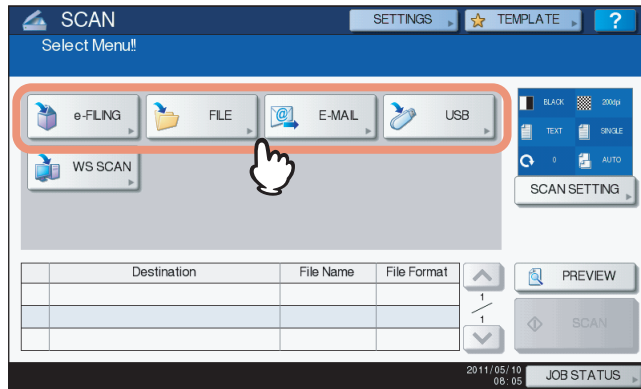 SCAN
SETTINGS
TEMPLATE
?
Select Menu!!
e-FILING
FILE
E-MAIL
USB
WS SCAN
BLACK
200dpi
TEXT
SINGLE
0
AUTO
SCAN SETTING
Destination
File Name
File Format
1
1
PREVIEW
SCAN
2011/05/10
08:05
JOB STATUS